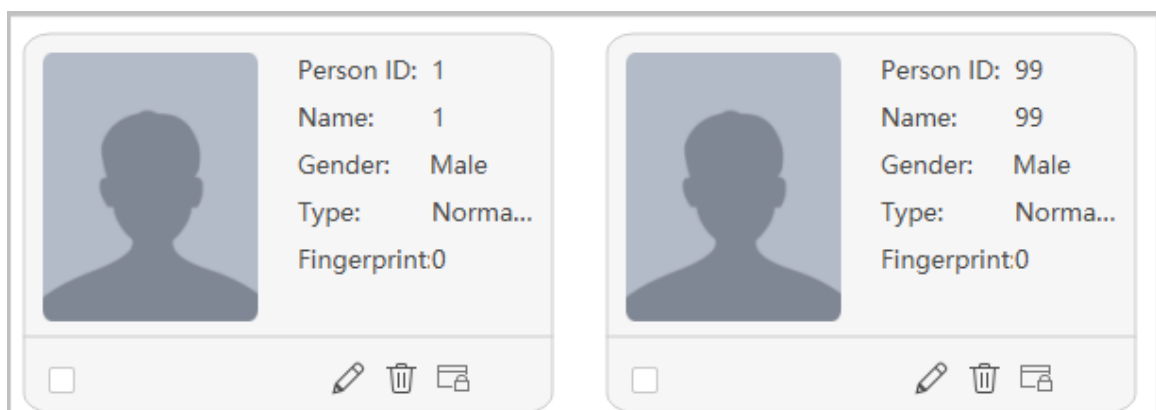 Person ID: 1
Name: 1
Gender: Male
Type: Norma...
Fingerprint:0
Person ID: 99
Name: 99
Gender: Male
Type: Norma...
Fingerprint:0